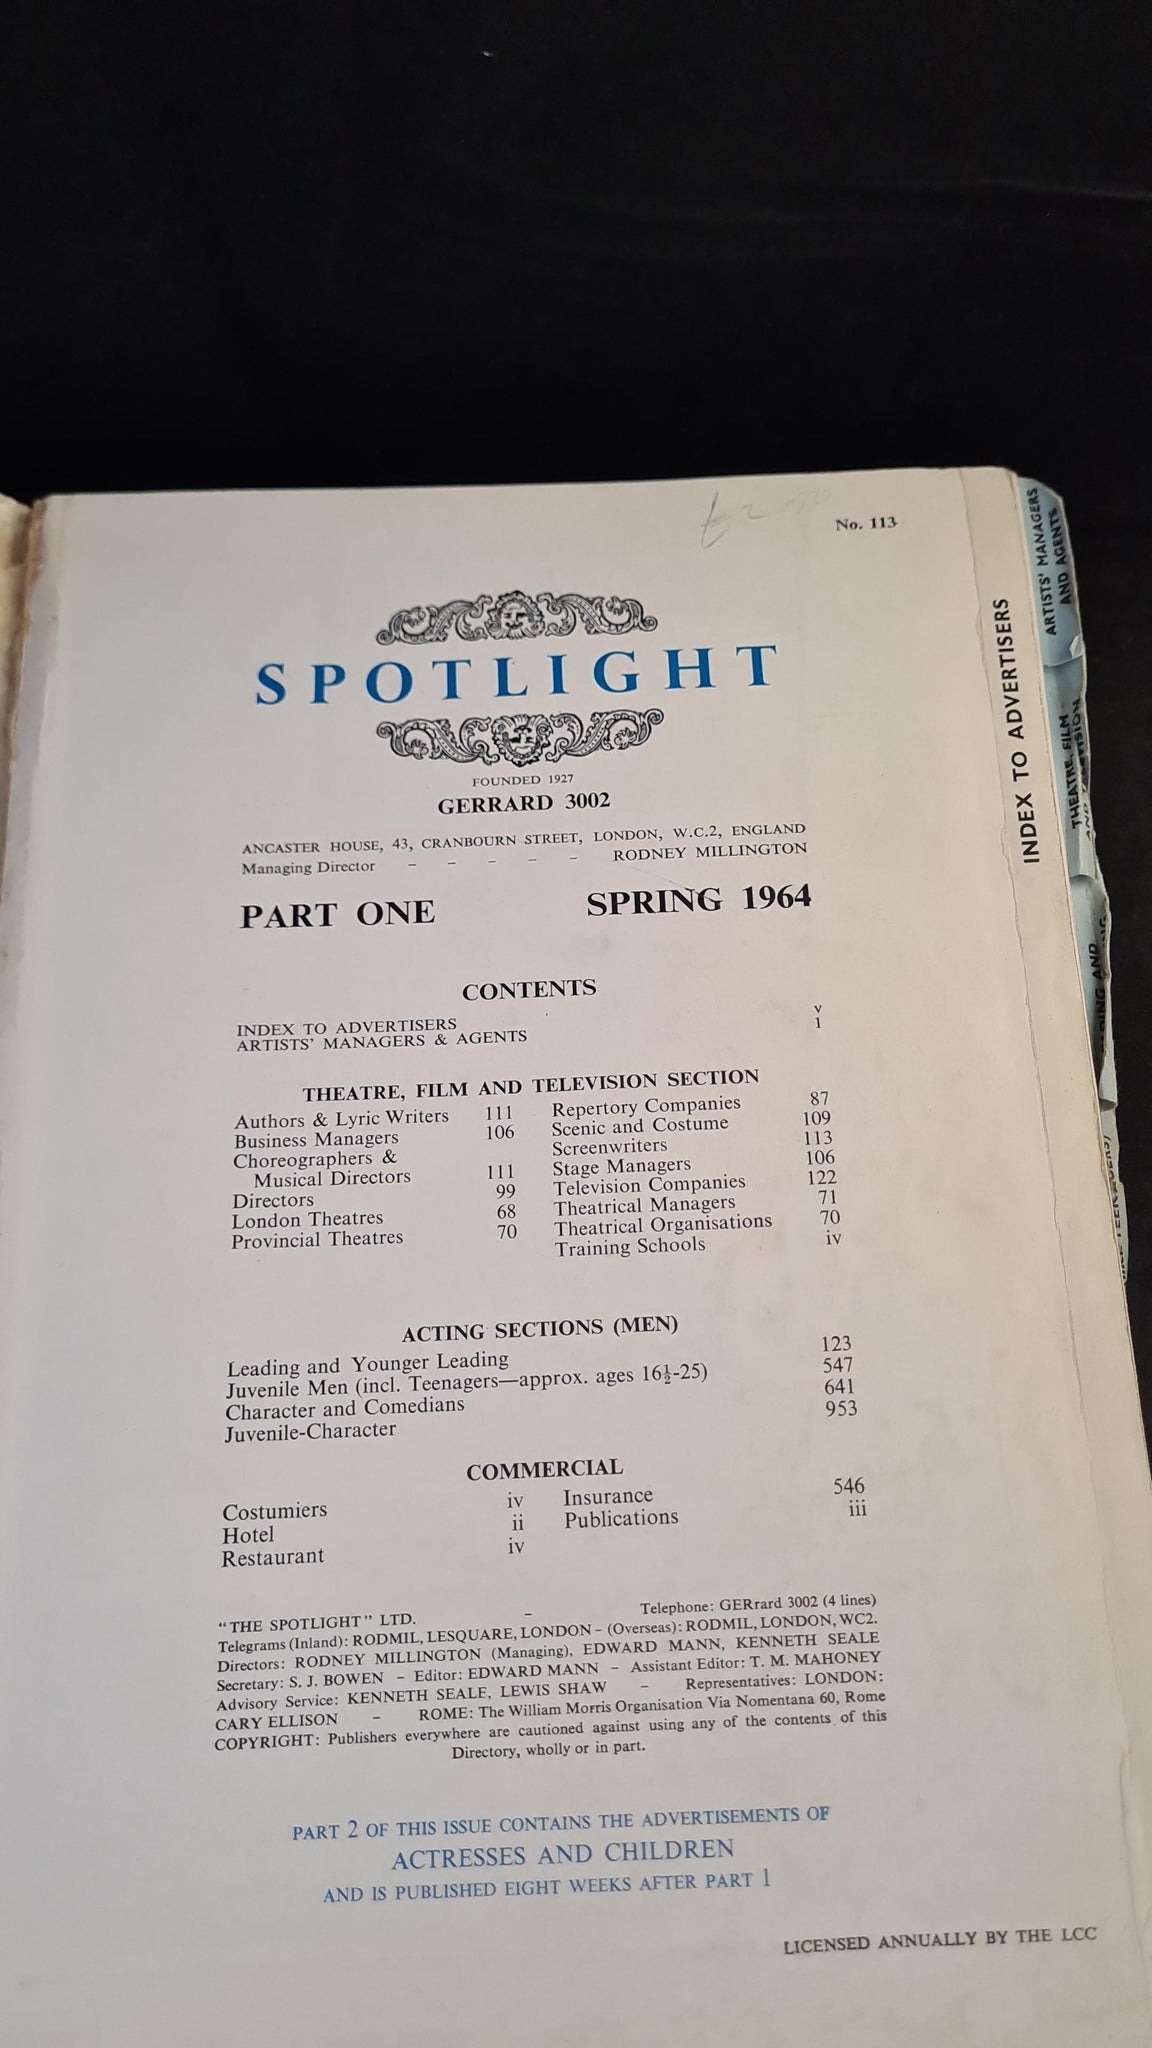 No. 113
SPOTLIGHT
FOUNDED 1927
GERRARD 3002
ANCASTER HOUSE, 43, CRANBOURN STREET, LONDON, W.C.2, ENGLAND
Managing Director – – – – – RODNEY MILLINGTON
PART ONE SPRING 1964
CONTENTS
INDEX TO ADVERTISERS v
ARTISTS' MANAGERS & AGENTS 1
THEATRE, FILM AND TELEVISION SECTION
Authors & Lyric Writers 111 Repertory Companies 87
Business Managers 106 Scenic and Costume 109
Choreographers & Screenwriters 113
Musical Directors 111 Stage Managers 106
Directors 99 Television Companies 122
London Theatres 68 Theatrical Managers 71
Provincial Theatres 70 Theatrical Organisations 70
Training Schools iv
ACTING SECTIONS (MEN)
Leading and Younger Leading 123
Juvenile Men (incl. Teenagers—approx. ages 16½-25) 547
Character and Comedians 641
Juvenile-Character 953
COMMERCIAL
Costumiers iv Insurance 546
Hotel ii Publications iii
Restaurant iv
"THE SPOTLIGHT" LTD. – Telephone: GERrard 3002 (4 lines)
Telegrams (Inland): RODMIL, LESQUARE, LONDON – (Overseas): RODMIL, LONDON, WC2.
Directors: RODNEY MILLINGTON (Managing), EDWARD MANN, KENNETH SEALE
Secretary: S. J. BOWEN – Editor: EDWARD MANN – Assistant Editor: T. M. MAHONEY
Advisory Service: KENNETH SEALE, LEWIS SHAW – Representatives: LONDON:
CARY ELLISON – ROME: The William Morris Organisation Via Nomentana 60, Rome
COPYRIGHT: Publishers everywhere are cautioned against using any of the contents of this
Directory, wholly or in part.
PART 2 OF THIS ISSUE CONTAINS THE ADVERTISEMENTS OF
ACTRESSES AND CHILDREN
AND IS PUBLISHED EIGHT WEEKS AFTER PART 1
LICENSED ANNUALLY BY THE LCC
INDEX TO ADVERTISERS
ARTISTS' MANAGERS
AND AGENTS
THEATRE, FILM
AND